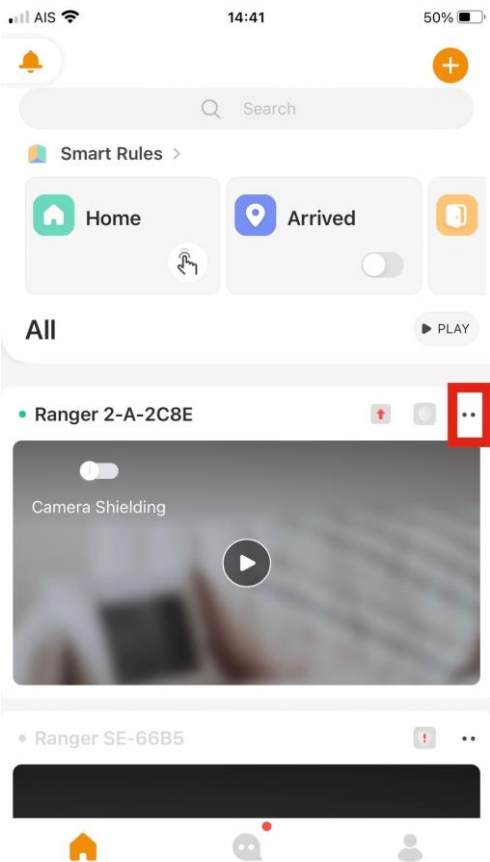 AIS 14:41 50%
Search
Smart Rules >
Home Arrived
All PLAY
Ranger 2-A-2C8E
Camera Shielding
Ranger SE-66B5